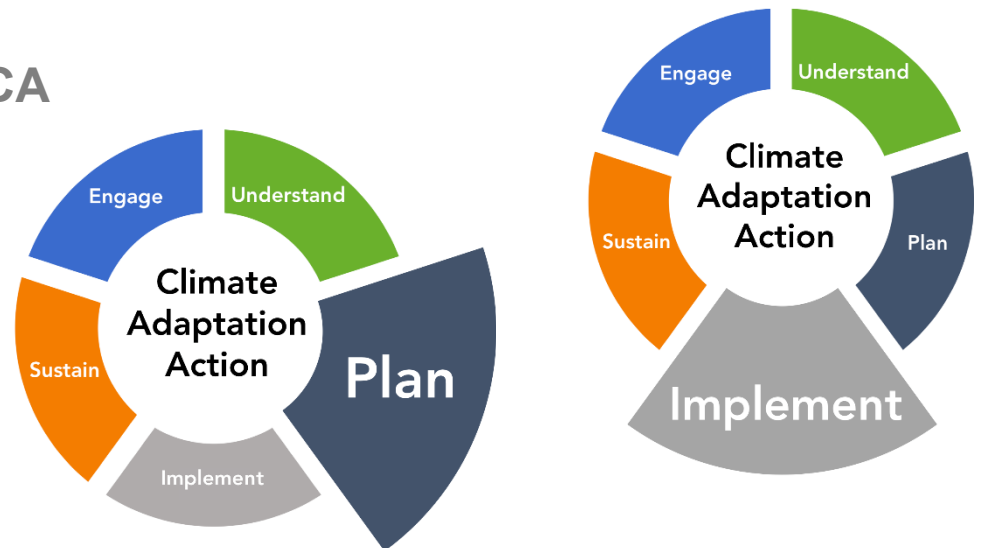 CA
Engage
Understand
Climate
Adaptation
Action
Sustain
Plan
Implement
Engage
Understand
Climate
Adaptation
Action
Sustain
Plan
Implement